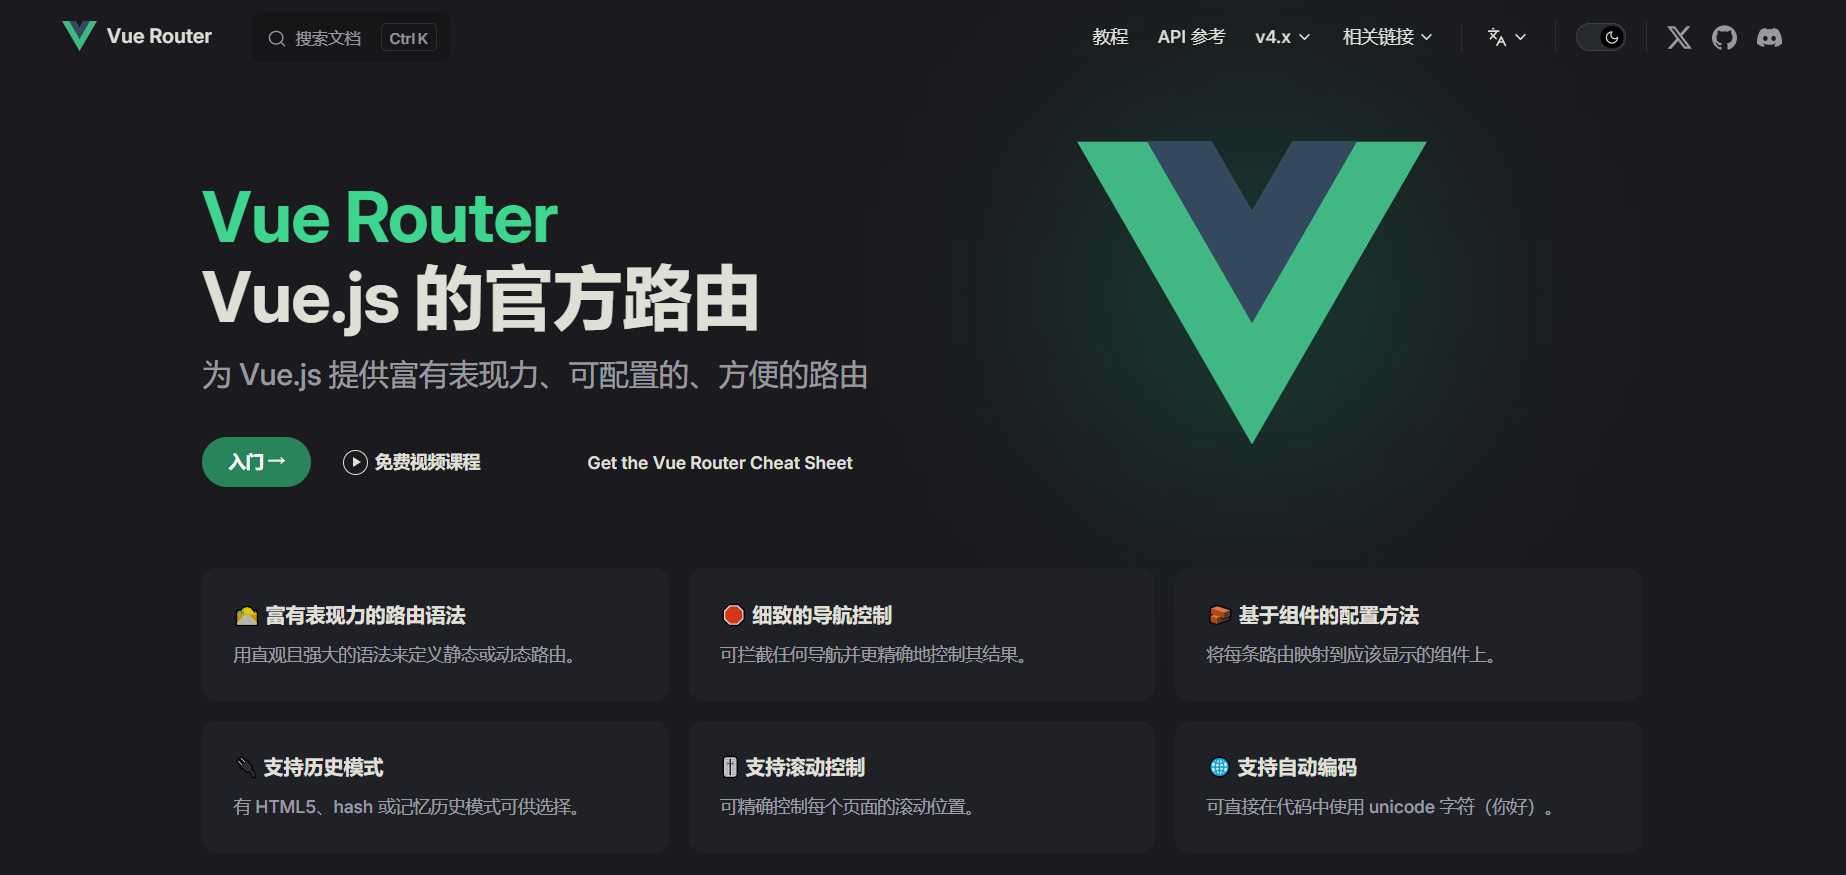 Vue Router
搜索文档
Ctrl K
教程
API 参考
v4.x
相关链接
Vue Router
Vue.js 的官方路由
为 Vue.js 提供富有表现力、可配置的、方便的路由
入门 →
免费视频课程
Get the Vue Router Cheat Sheet
富有表现力的路由语法
用直观且强大的语法来定义静态或动态路由。
细致的导航控制
可拦截任何导航并更精确地控制其结果。
基于组件的配置方法
将每条路由映射到应该显示的组件上。
支持历史模式
有 HTML5、hash 或记忆历史模式可供选择。
支持滚动控制
可精确控制每个页面的滚动位置。
支持自动编码
可直接在代码中使用 unicode 字符（你好）。